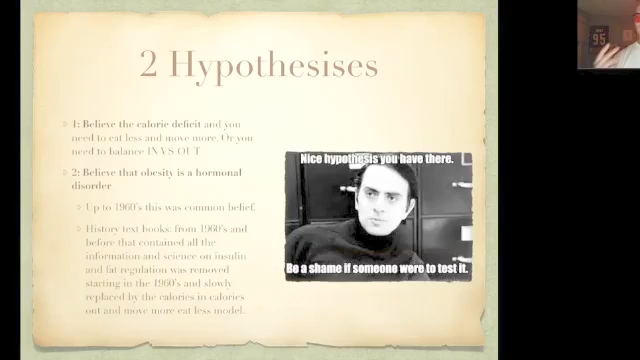 2 Hypothesises
1: Believe the calorie deficit and you
need to eat less and move more. Or you
need to balance IN VS OUT
2: Believe that obesity is a hormonal
disorder
Up to 1960's this was common belief.
History text books: from 1960's and
before that contained all the
information and science on insulin
and fat regulation was removed
starting in the 1960's and slowly
replaced by the calories in calories
out and move more eat less model.
Nice hypothesis you have there.
Be a shame if someone were to test it.
95